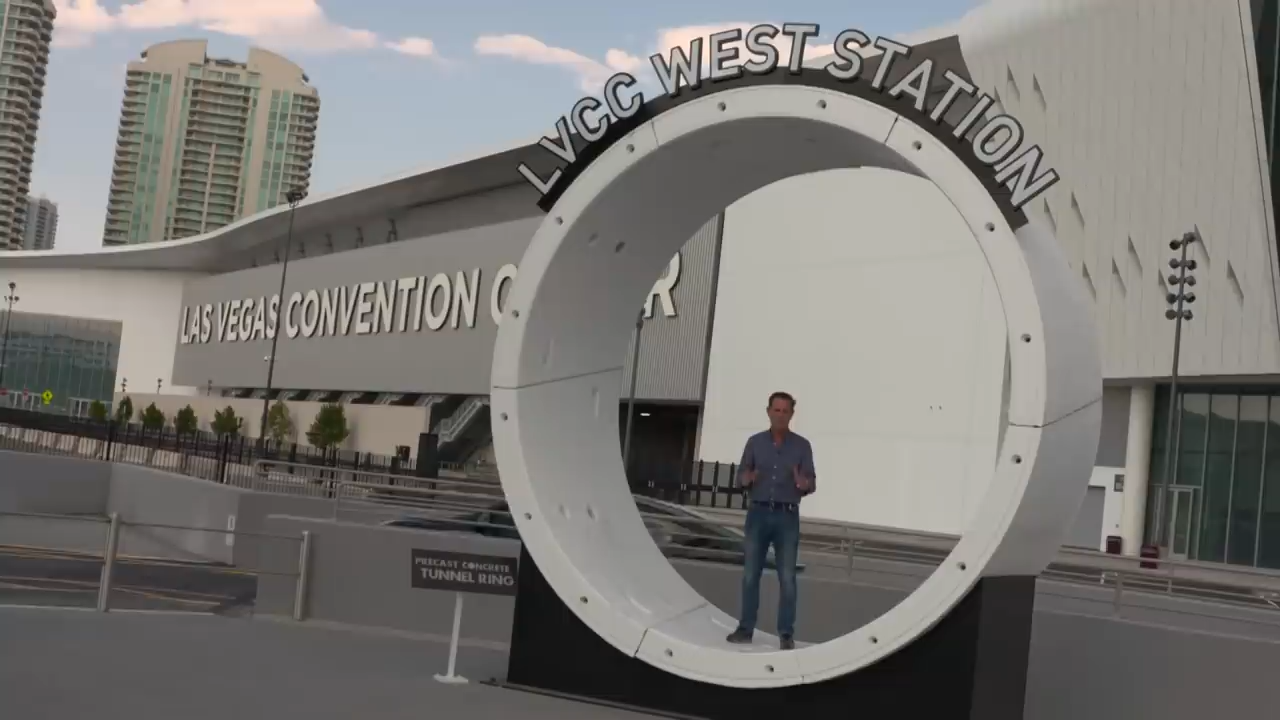 LVCC WEST STATION
LAS VEGAS CONVENTION C R
PRECAST CONCRETE
TUNNEL RING